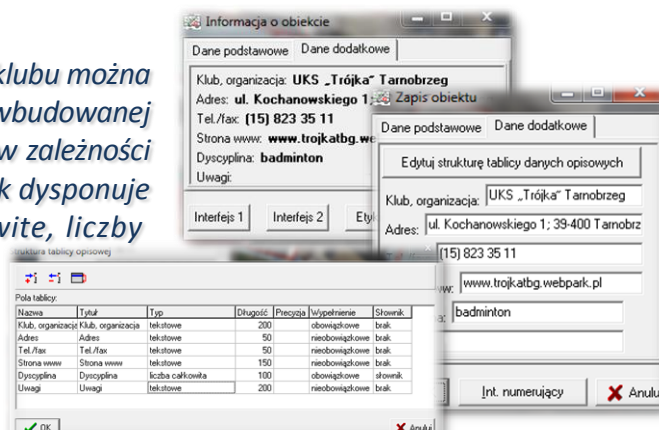 klubu można
wbudowanej
w zależności
k dysponuje
wite, liczby
Informacja o obiekcie
Dane podstawowe Dane dodatkowe
Klub, organizacja: UKS „Trójka” Tarnobrzeg
Adres: ul. Kochanowskiego 1;
Tel./fax: (15) 823 35 11
Strona www: www.trojkatbg.we
Dyscyplina: badminton
Uwagi:
Interfejs 1 Interfejs 2 Ety
Zapis obiektu
Dane podstawowe Dane dodatkowe
Edytuj strukturę tablicy danych opisowych
Klub, organizacja: UKS „Trójka” Tarnobrzeg
Adres: ul. Kochanowskiego 1; 39-400 Tarnobrz
(15) 823 35 11
www: www.trojkatbg.webpark.pl
a: badminton
Int. numerujący Anuluj
truktura tablicy opisowej
Pola tablicy:
Nazwa Tytuł Typ Długość Precyzja Wypełnienie Słownik
Klub, organizacja Klub, organizacja tekstowe 200 obowiązkowe brak
Adres Adres tekstowe 50 nieobowiązkowe brak
Tel./fax Tel./fax tekstowe 50 nieobowiązkowe brak
Strona www Strona www tekstowe 150 nieobowiązkowe brak
Dyscyplina Dyscyplina liczba całkowita 100 obowiązkowe słownik
Uwagi Uwagi tekstowe 200 nieobowiązkowe brak
OK Anuluj